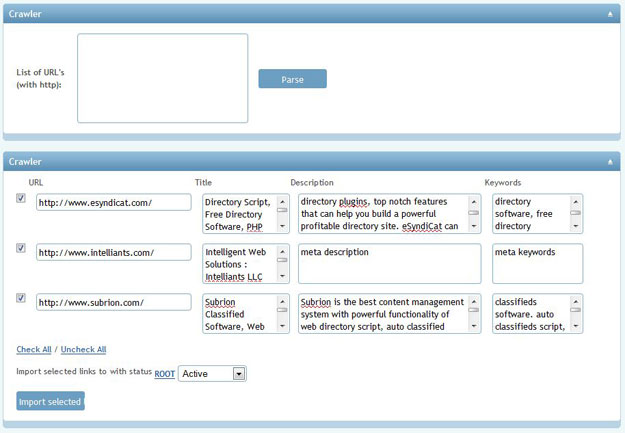 Crawler
List of URL's
(with http):
Parse
Crawler
URL Title Description Keywords
http://www.esyndicat.com/
Directory Script,
Free Directory
Software, PHP
directory plugins, top notch features
that can help you build a powerful
profitable directory site. eSyndiCat can
directory
software, free
directory
http://www.intelliants.com/
Intelligent Web
Solutions :
Intelliants LLC
meta description
meta keywords
http://www.subrion.com/
Subrion
Classified
Software, Web
Subrion is the best content management
system with powerful functionality of
web directory script, auto classified
classifieds
software. auto
classifieds script,
Check All / Uncheck All
Import selected links to with status ROOT Active
Import selected